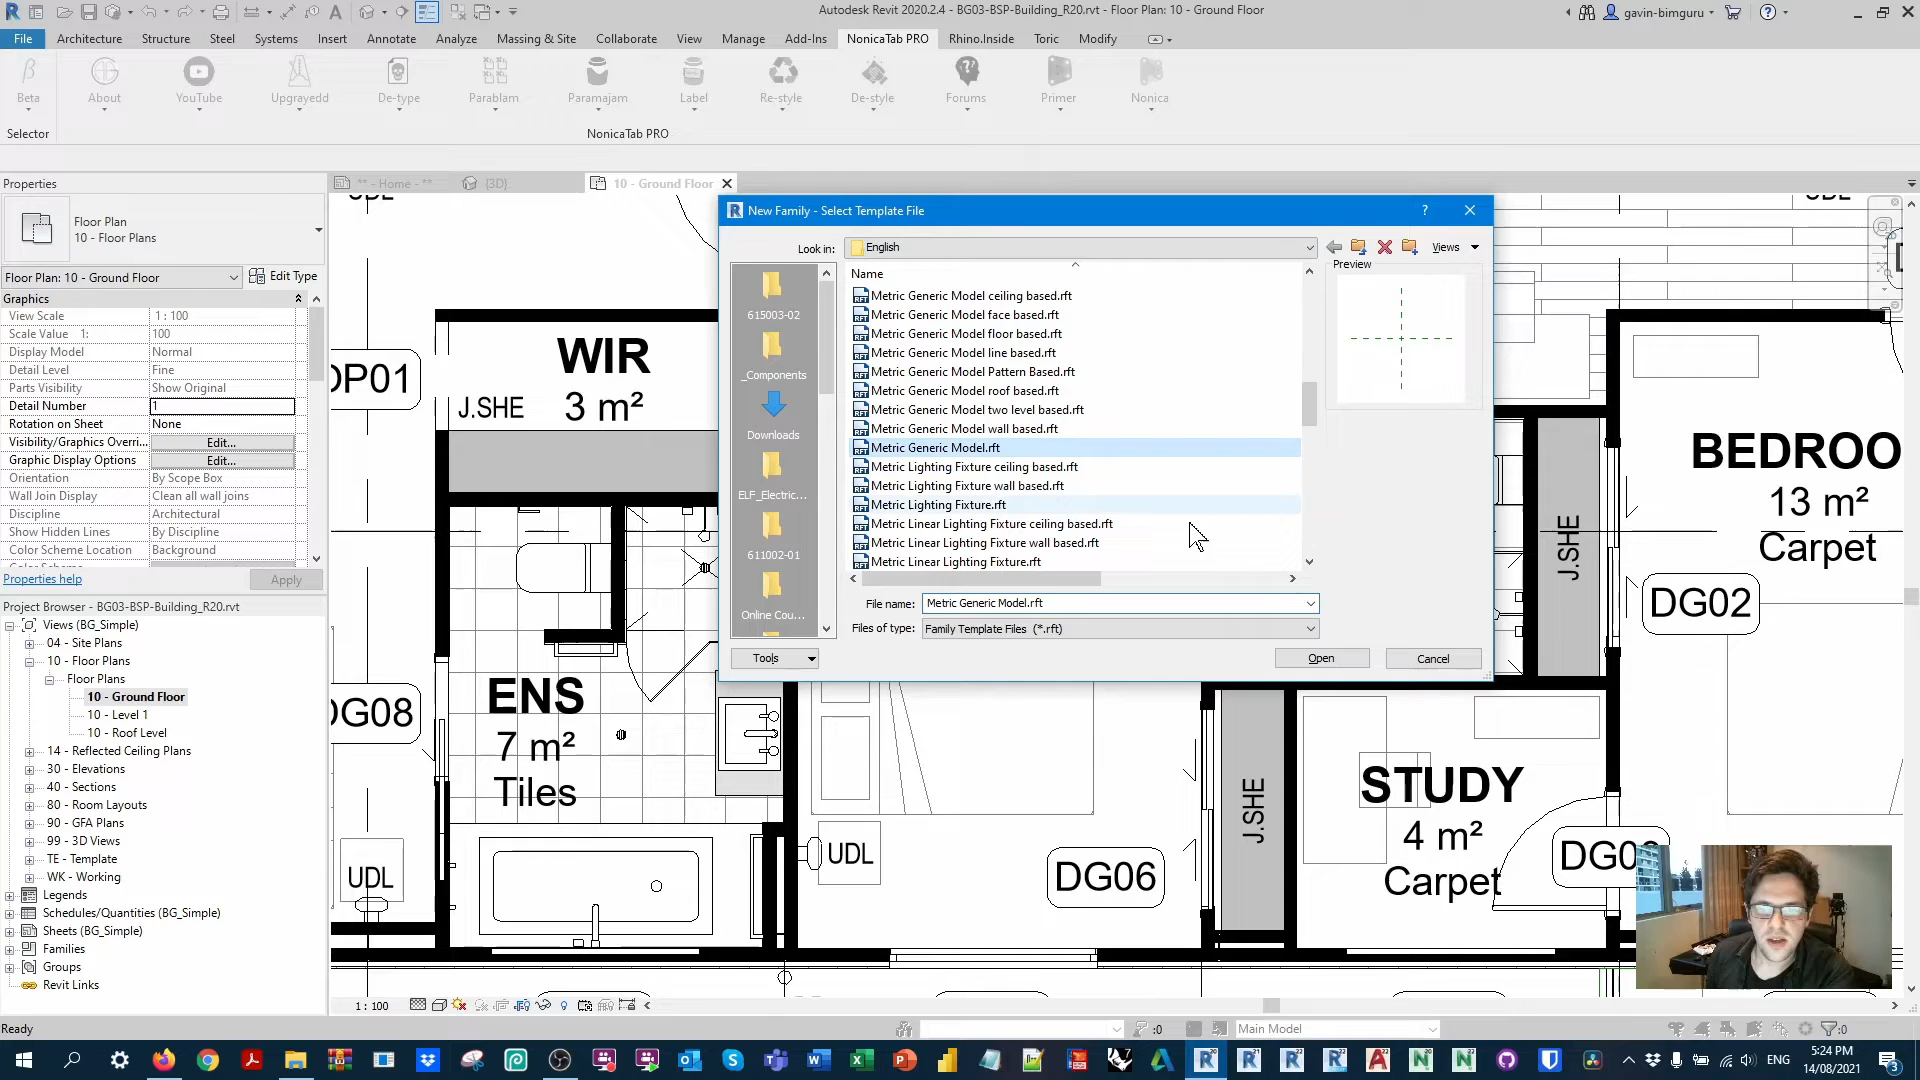 Autodesk Revit 2020.2.4 - BG03-BSP-Building_R20.rvt - Floor Plan: 10 - Ground Floor
gavin-bimguru
File Architecture Structure Steel Systems Insert Annotate Analyze Massing & Site Collaborate View Manage Add-Ins NonicaTab PRO Rhino.Inside Toric Modify
Beta About YouTube Upgrayedd De-type Parablam Paramajam Label Re-style De-style Forums Primer Nonica
Selector NonicaTab PRO
Properties
** - Home - ** {3D} 10 - Ground Floor
Floor Plan
10 - Floor Plans
Floor Plan: 10 - Ground Floor Edit Type
Graphics
View Scale 1 : 100
Scale Value 1: 100
Display Model Normal
Detail Level Fine
Parts Visibility Show Original
Detail Number 1
Rotation on Sheet None
Visibility/Graphics Overri... Edit...
Graphic Display Options Edit...
Orientation By Scope Box
Wall Join Display Clean all wall joins
Discipline Architectural
Show Hidden Lines By Discipline
Color Scheme Location Background
Properties help Apply
Project Browser - BG03-BSP-Building_R20.rvt
Views (BG_Simple)
04 - Site Plans
10 - Floor Plans
Floor Plans
10 - Ground Floor
10 - Level 1
10 - Roof Level
14 - Reflected Ceiling Plans
30 - Elevations
40 - Sections
80 - Room Layouts
90 - GFA Plans
99 - 3D Views
TE - Template
WK - Working
Legends
Schedules/Quantities (BG_Simple)
Sheets (BG_Simple)
Families
Groups
Revit Links
New Family - Select Template File
Look in: English Views
615003-02
_Components
Downloads
ELF_Electric...
611002-01
Online Cou...
Name
Metric Generic Model ceiling based.rft
Metric Generic Model face based.rft
Metric Generic Model floor based.rft
Metric Generic Model line based.rft
Metric Generic Model Pattern Based.rft
Metric Generic Model roof based.rft
Metric Generic Model two level based.rft
Metric Generic Model wall based.rft
Metric Generic Model.rft
Metric Lighting Fixture ceiling based.rft
Metric Lighting Fixture wall based.rft
Metric Lighting Fixture.rft
Metric Linear Lighting Fixture ceiling based.rft
Metric Linear Lighting Fixture wall based.rft
Metric Linear Lighting Fixture.rft
Preview
File name: Metric Generic Model.rft
Files of type: Family Template Files (*.rft)
Tools Open Cancel
UDL
WIR
3 m²
J.SHE
DP01
DG08
ENS
7 m²
Tiles
UDL
UDL
DG06
J.SHE
STUDY
4 m²
Carpet
J.SHE
DG02
BEDROO
13 m²
Carpet
1 : 100
Ready :0 Main Model :0
ENG
5:24 PM
14/08/2021